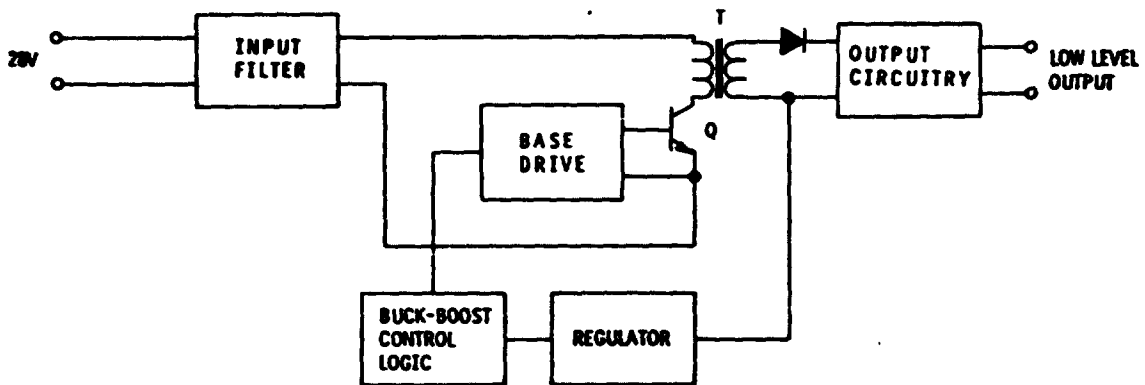 28V
INPUT
FILTER
T
OUTPUT
CIRCUITRY
LOW LEVEL
OUTPUT
BASE
DRIVE
Q
BUCK-BOOST
CONTROL
LOGIC
REGULATOR